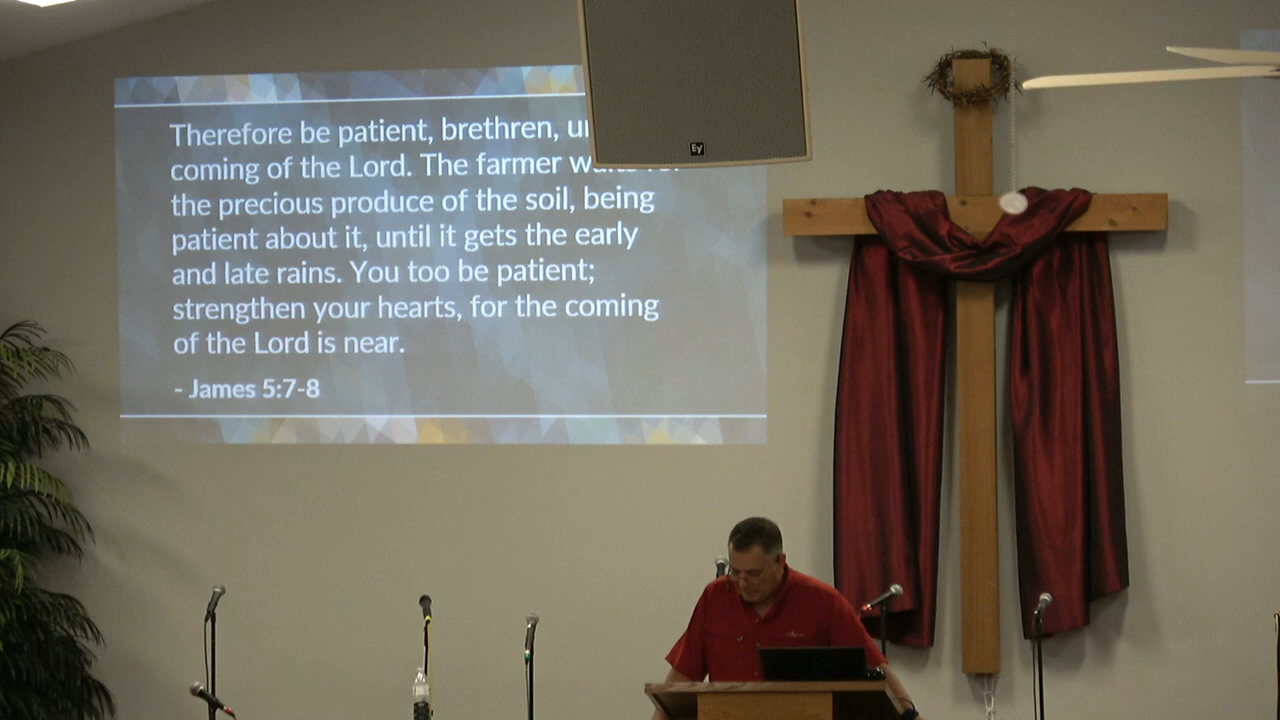 Therefore be patient, brethren,
coming of the Lord. The farmer
the precious produce of the soil, being
patient about it, until it gets the early
and late rains. You too be patient;
strengthen your hearts, for the coming
of the Lord is near.
- James 5:7-8
EV